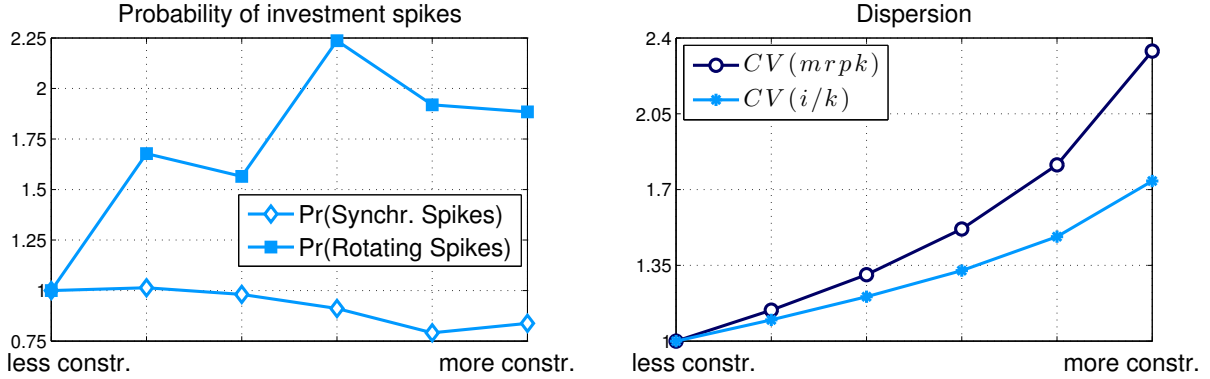 Probability of investment spikes
2.25
2
1.75
1.5
1.25
1
0.75
Pr(Synchr. Spikes)
Pr(Rotating Spikes)
less constr.
more constr.
Dispersion
2.4
2.05
1.7
1.35
1
CV(mrpk)
CV(i/k)
less constr.
more constr.